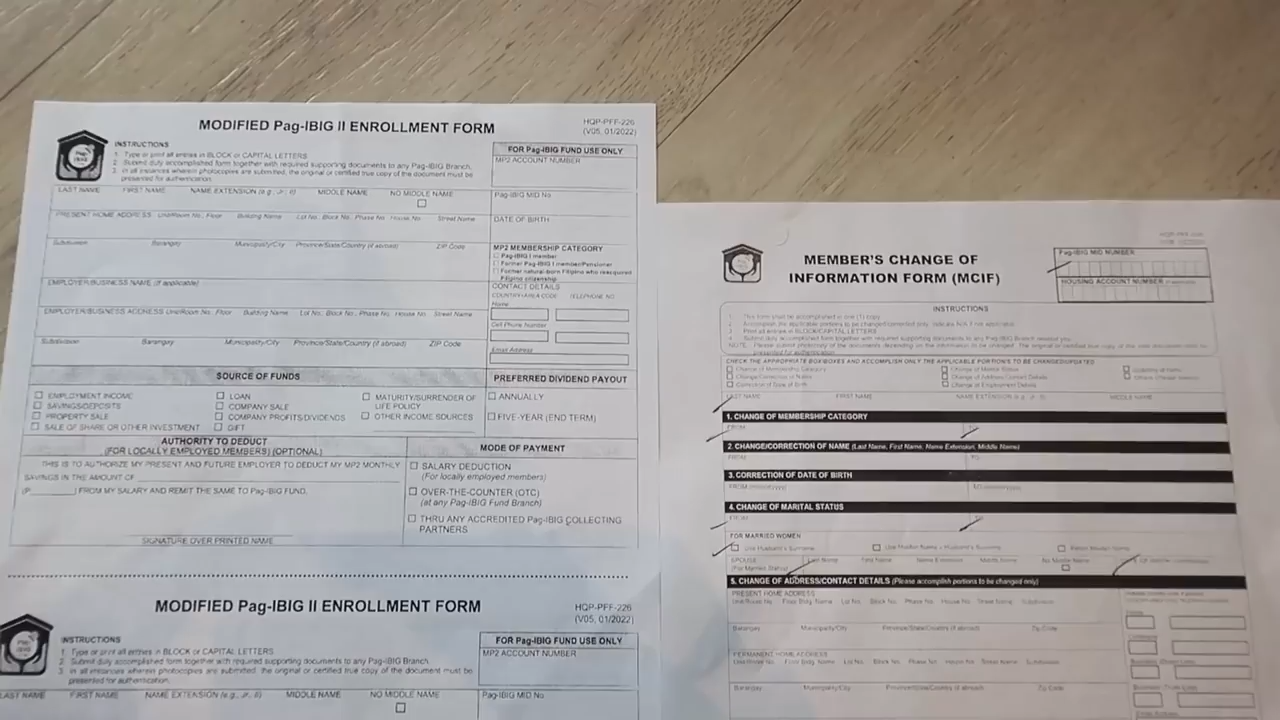 MODIFIED Pag-IBIG II ENROLLMENT FORM
HQP-PFF-226
(V05, 01/2022)
INSTRUCTIONS
1. Type or print all entries in BLOCK or CAPITAL LETTERS
2. Submit duly accomplished form together with required supporting documents to any Pag-IBIG Branch.
3. In all instances wherein photocopies are submitted, the original or certified true copy of the document must be
presented for authentication.
FOR Pag-IBIG FUND USE ONLY
MP2 ACCOUNT NUMBER
LAST NAME FIRST NAME NAME EXTENSION (e.g., Jr., II) MIDDLE NAME NO MIDDLE NAME
Pag-IBIG MID No.
PRESENT HOME ADDRESS Unit/Room No., Floor Building Name Lot No., Block No., Phase No. House No. Street Name
DATE OF BIRTH
Subdivision Barangay Municipality/City Province/State/Country (if abroad) ZIP Code
MP2 MEMBERSHIP CATEGORY
Pag-IBIG I member
Former Pag-IBIG I member/Pensioner
Former natural-born Filipino who reacquired
Filipino citizenship
EMPLOYER/BUSINESS NAME (if applicable)
CONTACT DETAILS
COUNTRY/AREA CODE TELEPHONE NO.
Home
EMPLOYER/BUSINESS ADDRESS Unit/Room No., Floor Building Name Lot No., Block No., Phase No. House No. Street Name
Cell Phone Number
Subdivision Barangay Municipality/City Province/State/Country (if abroad) ZIP Code
Email Address
SOURCE OF FUNDS
PREFERRED DIVIDEND PAYOUT
EMPLOYMENT INCOME LOAN MATURITY/SURRENDER OF
LIFE POLICY
SAVINGS/DEPOSITS COMPANY SALE
PROPERTY SALE COMPANY PROFITS/DIVIDENDS OTHER INCOME SOURCES
SALE OF SHARE OR OTHER INVESTMENT GIFT
ANNUALLY
FIVE-YEAR (END TERM)
AUTHORITY TO DEDUCT
(FOR LOCALLY EMPLOYED MEMBERS) (OPTIONAL)
MODE OF PAYMENT
THIS IS TO AUTHORIZE MY PRESENT AND FUTURE EMPLOYER TO DEDUCT MY MP2 MONTHLY
SAVINGS IN THE AMOUNT OF
(P FROM MY SALARY AND REMIT THE SAME TO Pag-IBIG FUND.
SIGNATURE OVER PRINTED NAME
SALARY DEDUCTION
(For locally employed members)
OVER-THE-COUNTER (OTC)
(at any Pag-IBIG Fund Branch)
THRU ANY ACCREDITED Pag-IBIG COLLECTING
PARTNERS
MODIFIED Pag-IBIG II ENROLLMENT FORM
HQP-PFF-226
(V05, 01/2022)
INSTRUCTIONS
1. Type or print all entries in BLOCK or CAPITAL LETTERS
2. Submit duly accomplished form together with required supporting documents to any Pag-IBIG Branch.
3. In all instances wherein photocopies are submitted, the original or certified true copy of the document must be
presented for authentication.
FOR Pag-IBIG FUND USE ONLY
MP2 ACCOUNT NUMBER
LAST NAME FIRST NAME NAME EXTENSION (e.g., Jr., II) MIDDLE NAME NO MIDDLE NAME
Pag-IBIG MID No.
MEMBER'S CHANGE OF
INFORMATION FORM (MCIF)
Pag-IBIG MID NUMBER
HOUSING ACCOUNT NUMBER
INSTRUCTIONS
CHECK THE APPROPRIATE BOX/BOXES AND ACCOMPLISH ONLY THE APPLICABLE PORTION/S TO BE CHANGED/UPDATED
Change of Membership Category Change of Marital Status
Change/Correction of Name Change of Address/Contact Details
Correction of Date of Birth Change of Employment Details
LAST NAME FIRST NAME NAME EXTENSION MIDDLE NAME
1. CHANGE OF MEMBERSHIP CATEGORY
FROM TO
2. CHANGE/CORRECTION OF NAME (Last Name, First Name, Name Extension, Middle Name)
FROM TO
3. CORRECTION OF DATE OF BIRTH
FROM TO
4. CHANGE OF MARITAL STATUS
FROM TO
FOR MARRIED WOMEN
Use Husband's Surname Use Maiden Name - Husband's Surname Retain Maiden Name
SPOUSE Last Name First Name Name Extension Middle Name No Middle Name
5. CHANGE OF ADDRESS/CONTACT DETAILS (Please accomplish portions to be changed only)
PRESENT HOME ADDRESS
Unit/Room No., Floor Bldg. Name Lot No., Block No., Phase No. House No. Street Name Subdivision
Barangay Municipality/City Province/State/Country (if abroad) Zip Code
PERMANENT HOME ADDRESS
Unit/Room No., Floor Bldg. Name Lot No., Block No., Phase No. House No. Street Name Subdivision
Barangay Municipality/City Province/State/Country (if abroad) Zip Code